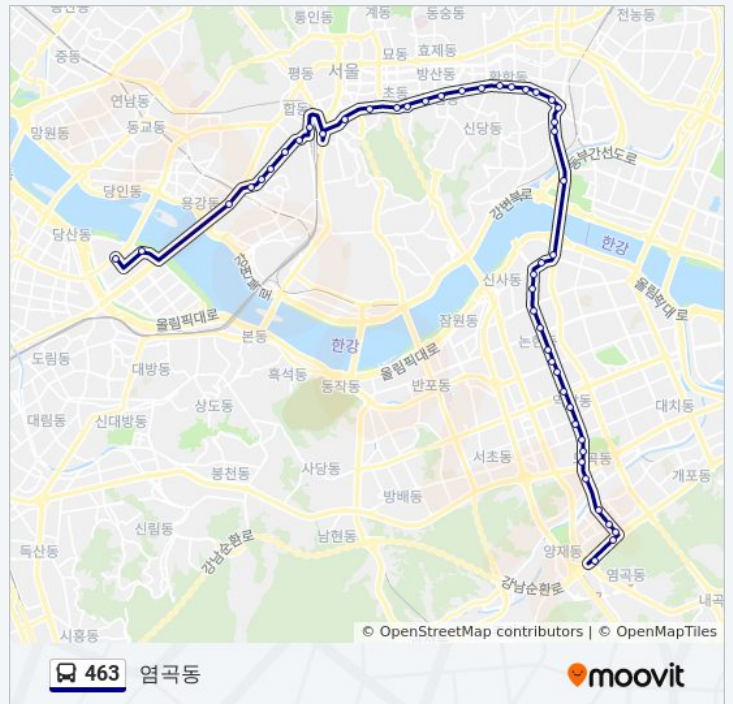 통인동
계동
동숭동
전농동
중동
서울
묘동
효제동
평동
방산동
황학동
연남동
합동
초동
망원동
동교동
신당동
동부간선도로
당인동
용강동
강변북로
당산동
한강
강변북로
신사동
올림픽대로
올림픽대로
본동
잠원동
한강
논현동
도림동
대방동
흑석동
동작동
올림픽대로
반포동
상도동
역삼동
대치동
대림동
신대방동
서초동
도곡동
봉천동
사당동
개포동
방배동
신림동
남현동
독산동
강남순환로
양재동
강남순환로
염곡동
내곡
시흥동
© OpenStreetMap contributors | © OpenMapTiles
463 염곡동
moovit